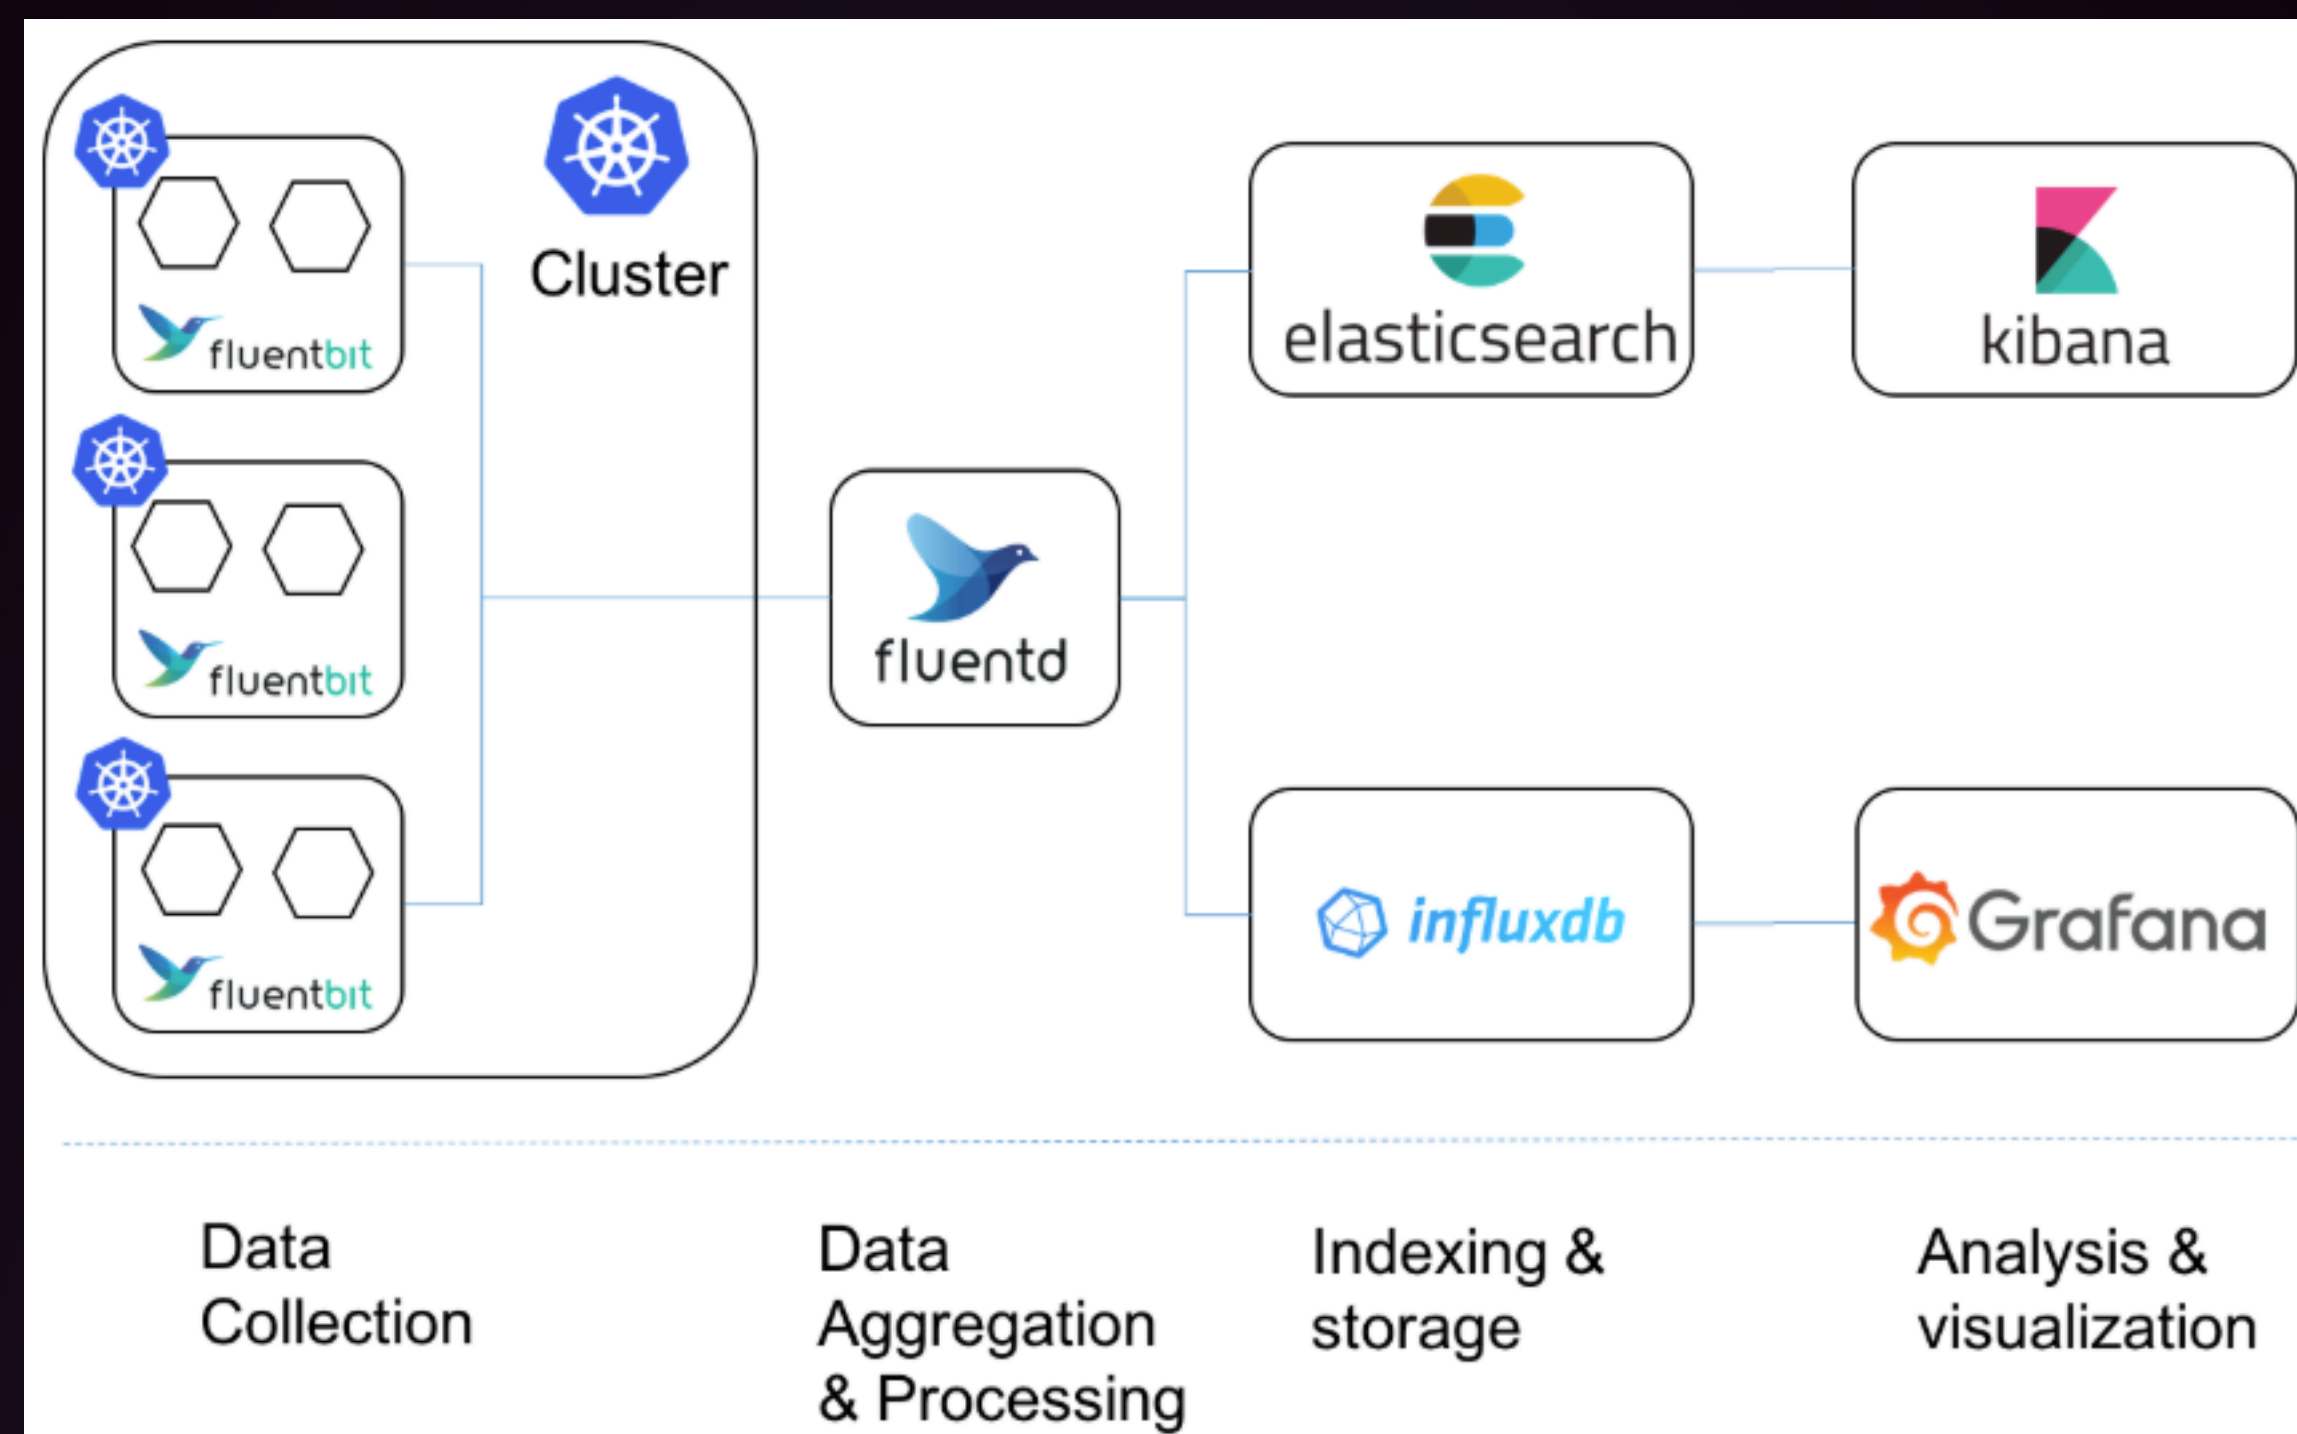 Cluster
fluentbit
fluentbit
fluentbit
fluentd
elasticsearch
kibana
influxdb
Grafana
Data
Collection
Data
Aggregation
& Processing
Indexing &
storage
Analysis &
visualization